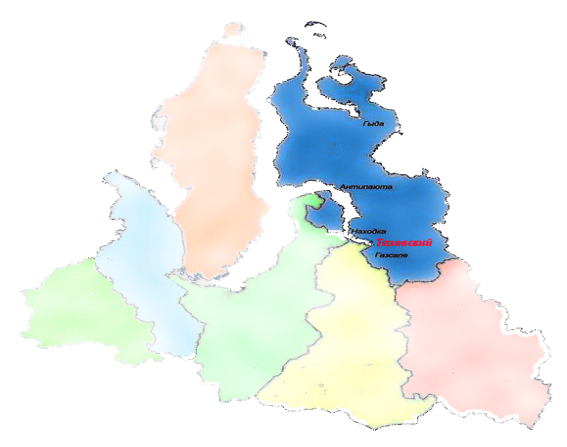 Гыда
Антипаюта
Находка
Тазовский
Газсале